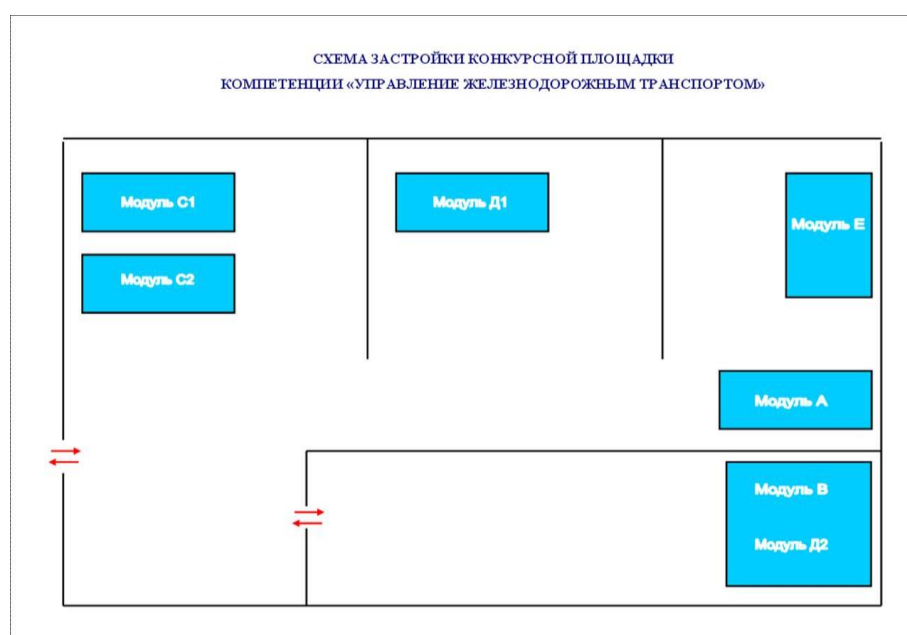 СХЕМА ЗАСТРОЙКИ КОНКУРСНОЙ ПЛОЩАДКИ
КОМПЕТЕНЦИИ «УПРАВЛЕНИЕ ЖЕЛЕЗНОДОРОЖНЫМ ТРАНСПОРТОМ»
Модуль С1
Модуль Д1
Модуль Е
Модуль С2
Модуль А
Модуль В
Модуль Д2